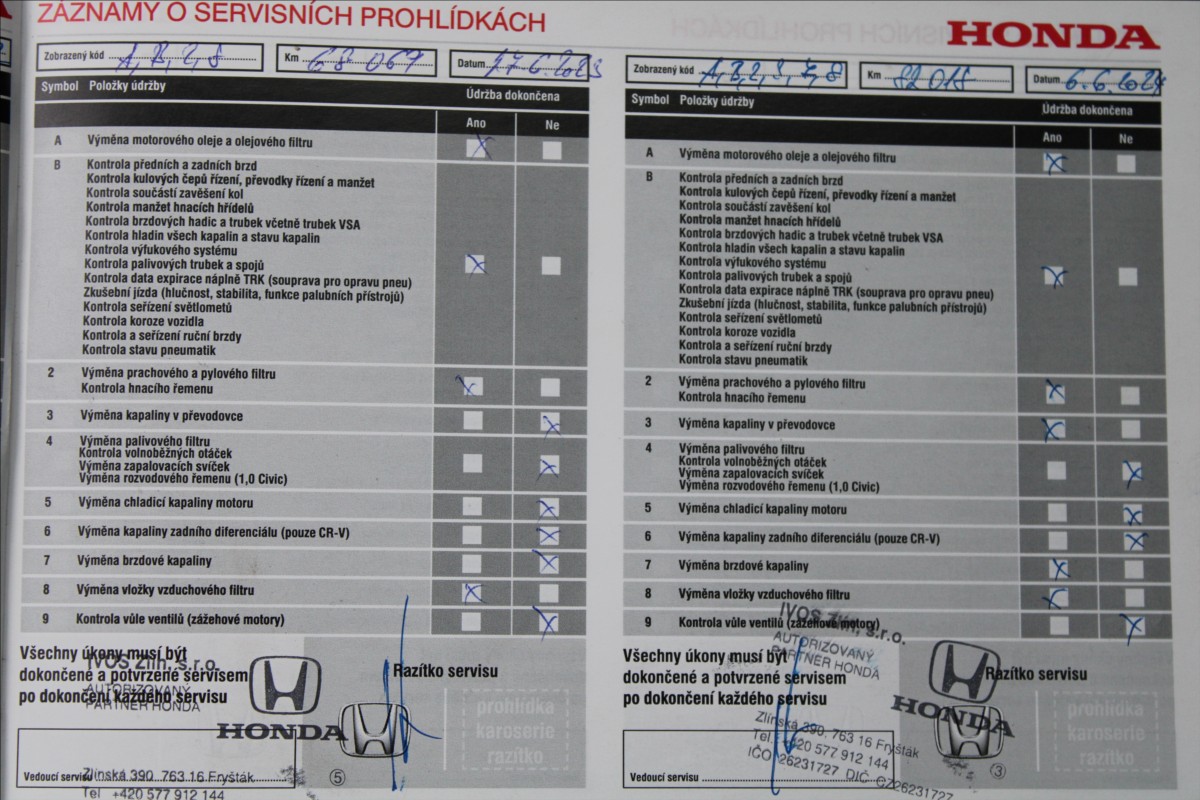 ZÁZNAMY O SERVISNÍCH PROHLÍDKÁCH
HONDA
Zobrazený kód A, B, 2, 8 Km 68 067 Datum 17.6.2023
Symbol Položky údržby Údržba dokončena
Ano Ne
A Výměna motorového oleje a olejového filtru
B Kontrola předních a zadních brzd
Kontrola kulových čepů řízení, převodky řízení a manžet
Kontrola součástí zavěšení kol
Kontrola manžet hnacích hřídelů
Kontrola brzdových hadic a trubek včetně trubek VSA
Kontrola hladin všech kapalin a stavu kapalin
Kontrola výfukového systému
Kontrola palivových trubek a spojů
Kontrola data expirace náplně TRK (souprava pro opravu pneu)
Zkušební jízda (hlučnost, stabilita, funkce palubních přístrojů)
Kontrola seřízení světlometů
Kontrola koroze vozidla
Kontrola a seřízení ruční brzdy
Kontrola stavu pneumatik
2 Výměna prachového a pylového filtru
Kontrola hnacího řemenu
3 Výměna kapaliny v převodovce
4 Výměna palivového filtru
Kontrola volnoběžných otáček
Výměna zapalovacích svíček
Výměna rozvodového řemenu (1,0 Civic)
5 Výměna chladicí kapaliny motoru
6 Výměna kapaliny zadního diferenciálu (pouze CR-V)
7 Výměna brzdové kapaliny
8 Výměna vložky vzduchového filtru
9 Kontrola vůle ventilů (zážehové motory)
Všechny úkony musí být
dokončené a potvrzené servisem
po dokončení každého servisu
Razítko servisu
IVOS Zlín, s.r.o.
AUTORIZOVANÝ
PARTNER HONDA
HONDA
prohlídka
karoserie
razítko
Vedoucí servisu
Zlínská 390, 763 16 Fryšták
Tel +420 577 912 144
5
Zobrazený kód A, B, 2, 3, 7, 8 Km 82 018 Datum 6.6.2024
Symbol Položky údržby Údržba dokončena
Ano Ne
A Výměna motorového oleje a olejového filtru
B Kontrola předních a zadních brzd
Kontrola kulových čepů řízení, převodky řízení a manžet
Kontrola součástí zavěšení kol
Kontrola manžet hnacích hřídelů
Kontrola brzdových hadic a trubek včetně trubek VSA
Kontrola hladin všech kapalin a stavu kapalin
Kontrola výfukového systému
Kontrola palivových trubek a spojů
Kontrola data expirace náplně TRK (souprava pro opravu pneu)
Zkušební jízda (hlučnost, stabilita, funkce palubních přístrojů)
Kontrola seřízení světlometů
Kontrola koroze vozidla
Kontrola a seřízení ruční brzdy
Kontrola stavu pneumatik
2 Výměna prachového a pylového filtru
Kontrola hnacího řemenu
3 Výměna kapaliny v převodovce
4 Výměna palivového filtru
Kontrola volnoběžných otáček
Výměna zapalovacích svíček
Výměna rozvodového řemenu (1,0 Civic)
5 Výměna chladicí kapaliny motoru
6 Výměna kapaliny zadního diferenciálu (pouze CR-V)
7 Výměna brzdové kapaliny
8 Výměna vložky vzduchového filtru
9 Kontrola vůle ventilů (zážehové motory)
Všechny úkony musí být
dokončené a potvrzené servisem
po dokončení každého servisu
Razítko servisu
IVOS Zlín, s.r.o.
AUTORIZOVANÝ
PARTNER HONDA
HONDA
prohlídka
karoserie
razítko
Vedoucí servisu
Zlínská 390, 763 16 Fryšták
Tel. +420 577 912 144
IČO 26231727 DIČ CZ26231727
3